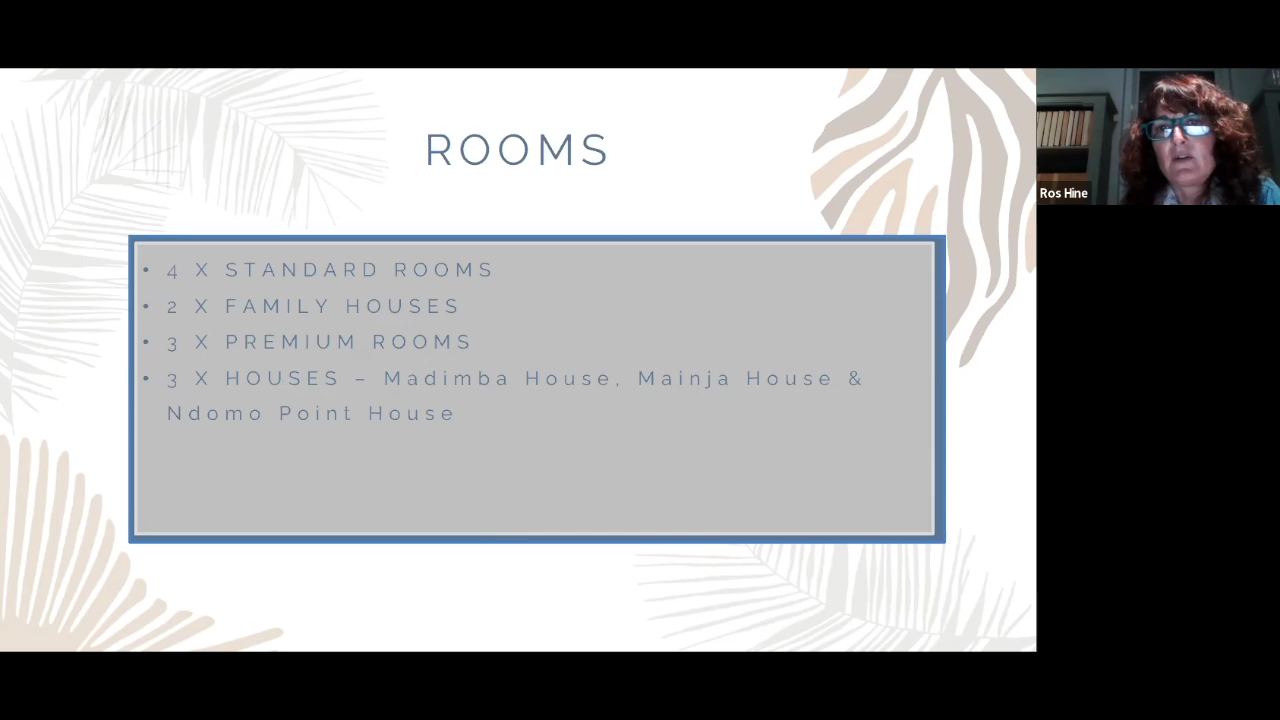 ROOMS
• 4 X STANDARD ROOMS
• 2 X FAMILY HOUSES
• 3 X PREMIUM ROOMS
• 3 X HOUSES – Madimba House, Mainja House &
Ndomo Point House
Ros Hine